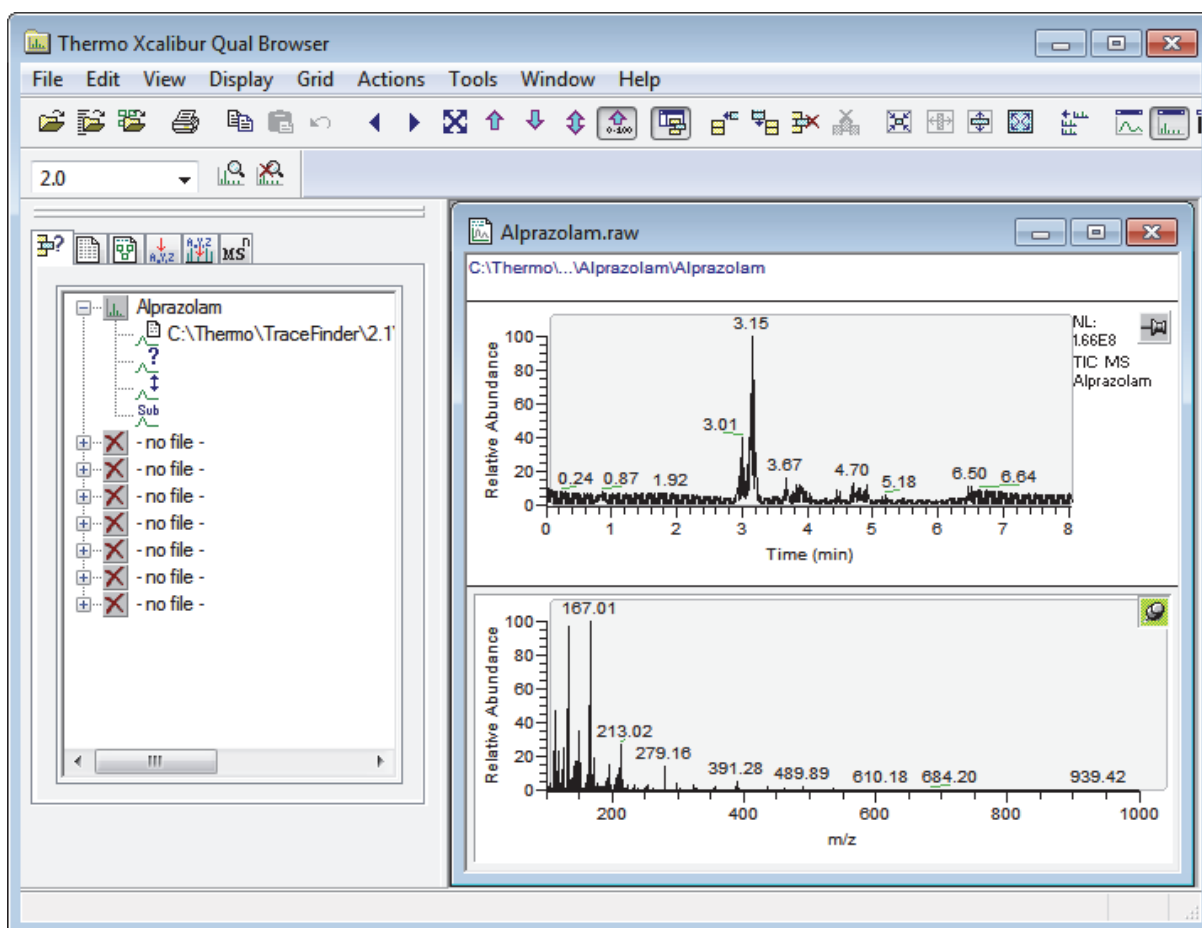 Thermo Xcalibur Qual Browser
File Edit View Display Grid Actions Tools Window Help
0-100
2.0
A,Y,Z A,Y,Z MSn
Alprazolam
C:\Thermo\TraceFinder\2.1\
?
Sub
- no file -
- no file -
- no file -
- no file -
- no file -
- no file -
- no file -
Alprazolam.raw
C:\Thermo\...\Alprazolam\Alprazolam
NL:
1.66E8
TIC MS
Alprazolam
3.15
3.01
3.67 4.70 6.50 6.64
0.24 0.87 1.92 5.18
100
80
60
40
20
0
Relative Abundance
0 1 2 3 4 5 6 7 8
Time (min)
167.01
213.02
279.16
391.28 489.89 610.18 684.20 939.42
100
80
60
40
20
0
Relative Abundance
200 400 600 800 1000
m/z